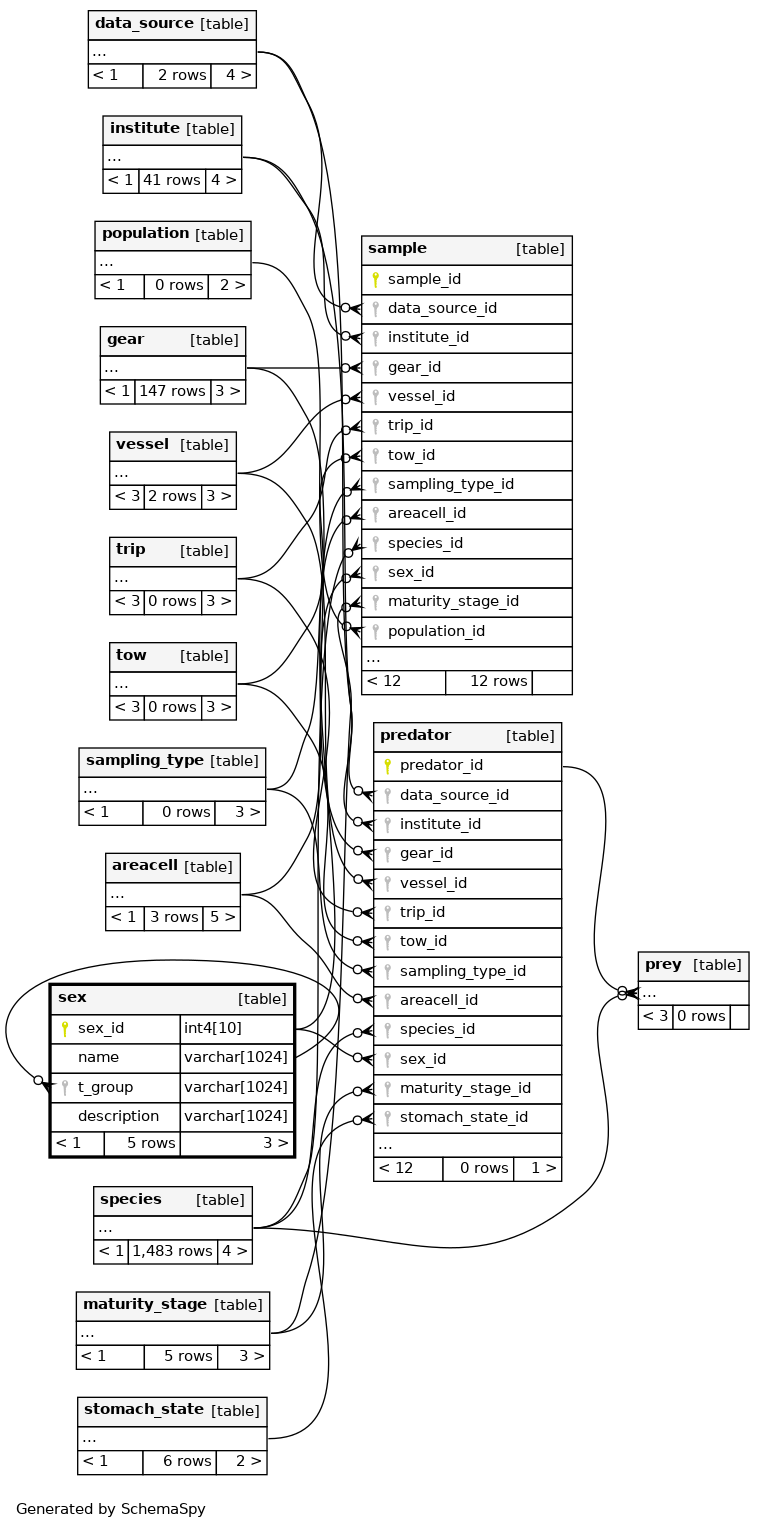 data_source [table]
...
< 1 2 rows 4 >
institute [table]
...
< 1 41 rows 4 >
population [table]
...
< 1 0 rows 2 >
gear [table]
...
< 1 147 rows 3 >
vessel [table]
...
< 3 2 rows 3 >
trip [table]
...
< 3 0 rows 3 >
tow [table]
...
< 3 0 rows 3 >
sampling_type [table]
...
< 1 0 rows 3 >
areacell [table]
...
< 1 3 rows 5 >
sex [table]
sex_id int4[10]
name varchar[1024]
t_group varchar[1024]
description varchar[1024]
< 1 5 rows 3 >
species [table]
...
< 1 1,483 rows 4 >
maturity_stage [table]
...
< 1 5 rows 3 >
stomach_state [table]
...
< 1 6 rows 2 >
sample [table]
sample_id
data_source_id
institute_id
gear_id
vessel_id
trip_id
tow_id
sampling_type_id
areacell_id
species_id
sex_id
maturity_stage_id
population_id
...
< 12 12 rows
predator [table]
predator_id
data_source_id
institute_id
gear_id
vessel_id
trip_id
tow_id
sampling_type_id
areacell_id
species_id
sex_id
maturity_stage_id
stomach_state_id
...
< 12 0 rows 1 >
prey [table]
...
< 3 0 rows
Generated by SchemaSpy